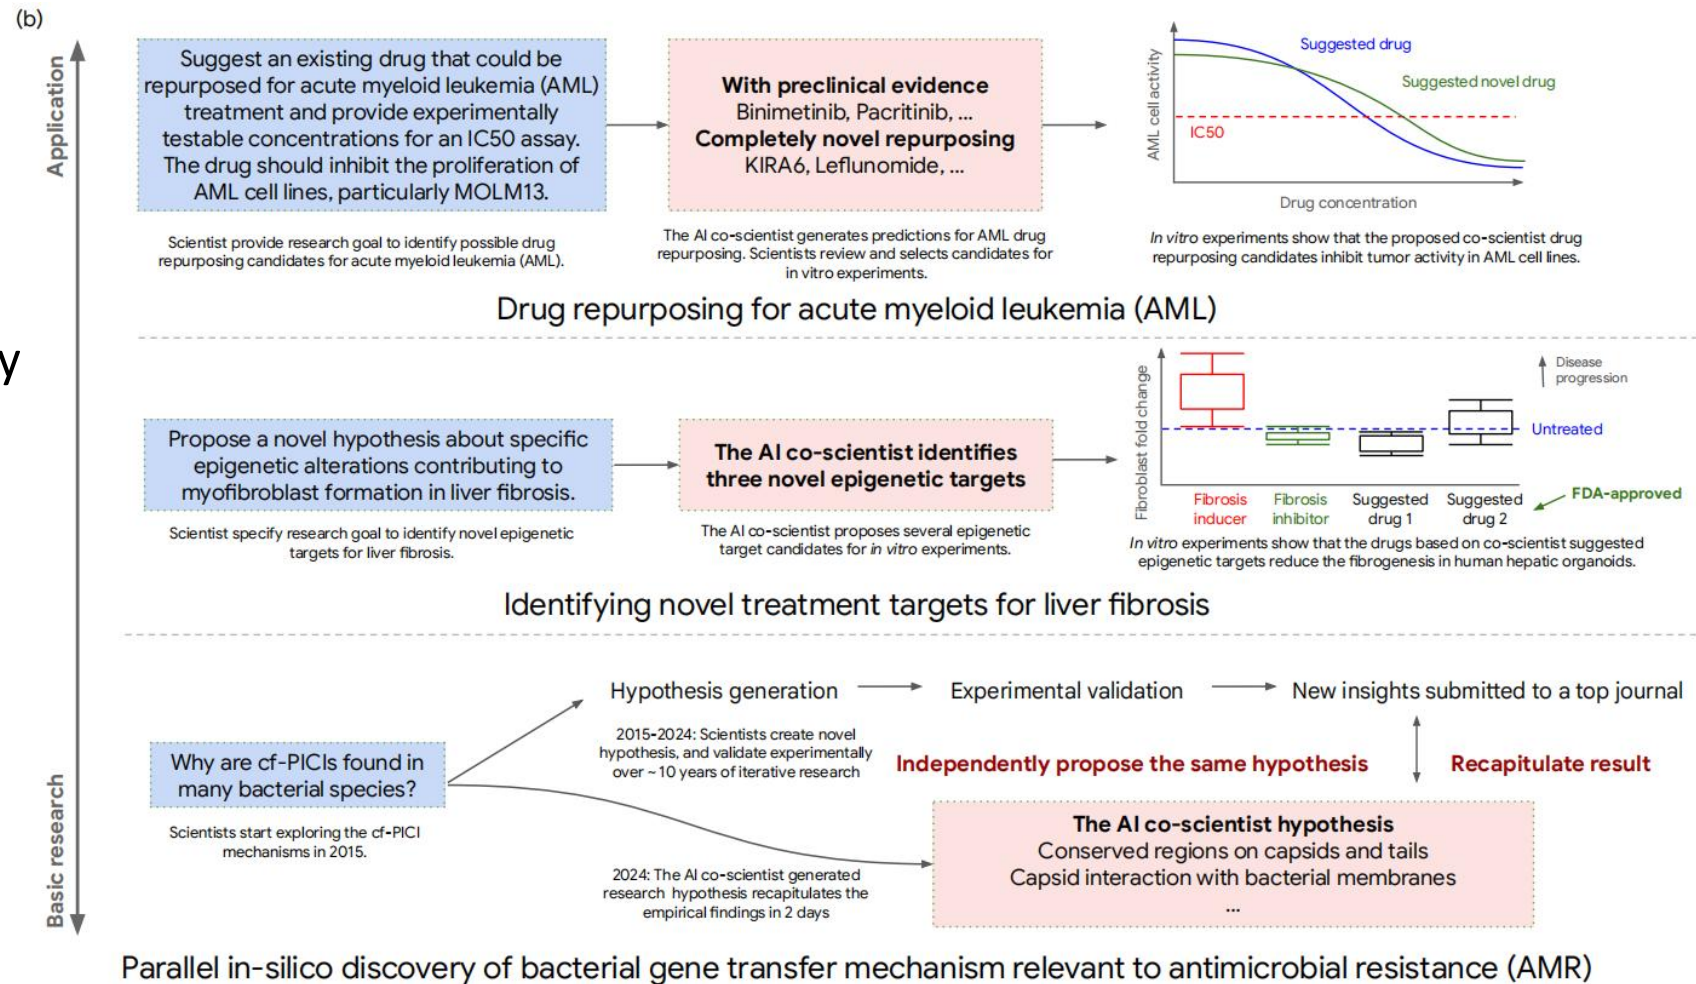 (b)
Application
Suggest an existing drug that could be
repurposed for acute myeloid leukemia (AML)
treatment and provide experimentally
testable concentrations for an IC50 assay.
The drug should inhibit the proliferation of
AML cell lines, particularly MOLM13.
Scientist provide research goal to identify possible drug
repurposing candidates for acute myeloid leukemia (AML).
With preclinical evidence
Binimetinib, Pacritinib, ...
Completely novel repurposing
KIRA6, Leflunomide, ...
The AI co-scientist generates predictions for AML drug
repurposing. Scientists review and selects candidates for
in vitro experiments.
AML cell activity
Suggested drug
Suggested novel drug
IC50
Drug concentration
In vitro experiments show that the proposed co-scientist drug
repurposing candidates inhibit tumor activity in AML cell lines.
Drug repurposing for acute myeloid leukemia (AML)
y
Propose a novel hypothesis about specific
epigenetic alterations contributing to
myofibroblast formation in liver fibrosis.
Scientist specify research goal to identify novel epigenetic
targets for liver fibrosis.
The AI co-scientist identifies
three novel epigenetic targets
The AI co-scientist proposes several epigenetic
target candidates for in vitro experiments.
Fibroblast fold change
Disease
progression
Untreated
Fibrosis
inducer
Fibrosis
inhibitor
Suggested
drug 1
Suggested
drug 2
FDA-approved
In vitro experiments show that the drugs based on co-scientist suggested
epigenetic targets reduce the fibrogenesis in human hepatic organoids.
Identifying novel treatment targets for liver fibrosis
Basic research
Why are cf-PICIs found in
many bacterial species?
Scientists start exploring the cf-PICI
mechanisms in 2015.
Hypothesis generation
Experimental validation
New insights submitted to a top journal
2015-2024: Scientists create novel
hypothesis, and validate experimentally
over ~10 years of iterative research
Independently propose the same hypothesis
Recapitulate result
2024: The AI co-scientist generated
research hypothesis recapitulates the
empirical findings in 2 days
The AI co-scientist hypothesis
Conserved regions on capsids and tails
Capsid interaction with bacterial membranes
...
Parallel in-silico discovery of bacterial gene transfer mechanism relevant to antimicrobial resistance (AMR)